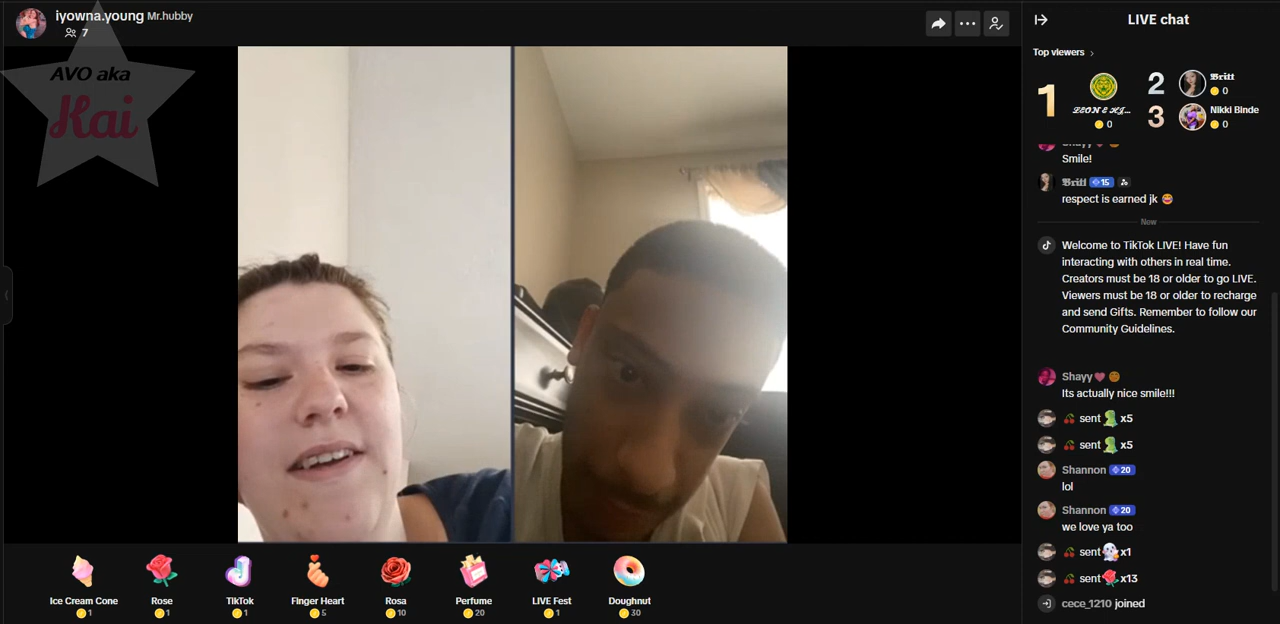 iyowna.young Mr.hubby
7
AVO aka
Kai
LIVE chat
Top viewers
1
0
2
Britt
0
3
Nikki Binde
0
Smile!
Britt 15
respect is earned jk
New
Welcome to TikTok LIVE! Have fun
interacting with others in real time.
Creators must be 18 or older to go LIVE.
Viewers must be 18 or older to recharge
and send Gifts. Remember to follow our
Community Guidelines.
Shayy
Its actually nice smile!!!
sent x5
sent x5
Shannon 20
lol
Shannon 20
we love ya too
sent x1
sent x13
cece_1210 joined
Ice Cream Cone
1
Rose
1
TikTok
1
Finger Heart
5
Rosa
10
Perfume
20
LIVE Fest
1
Doughnut
30